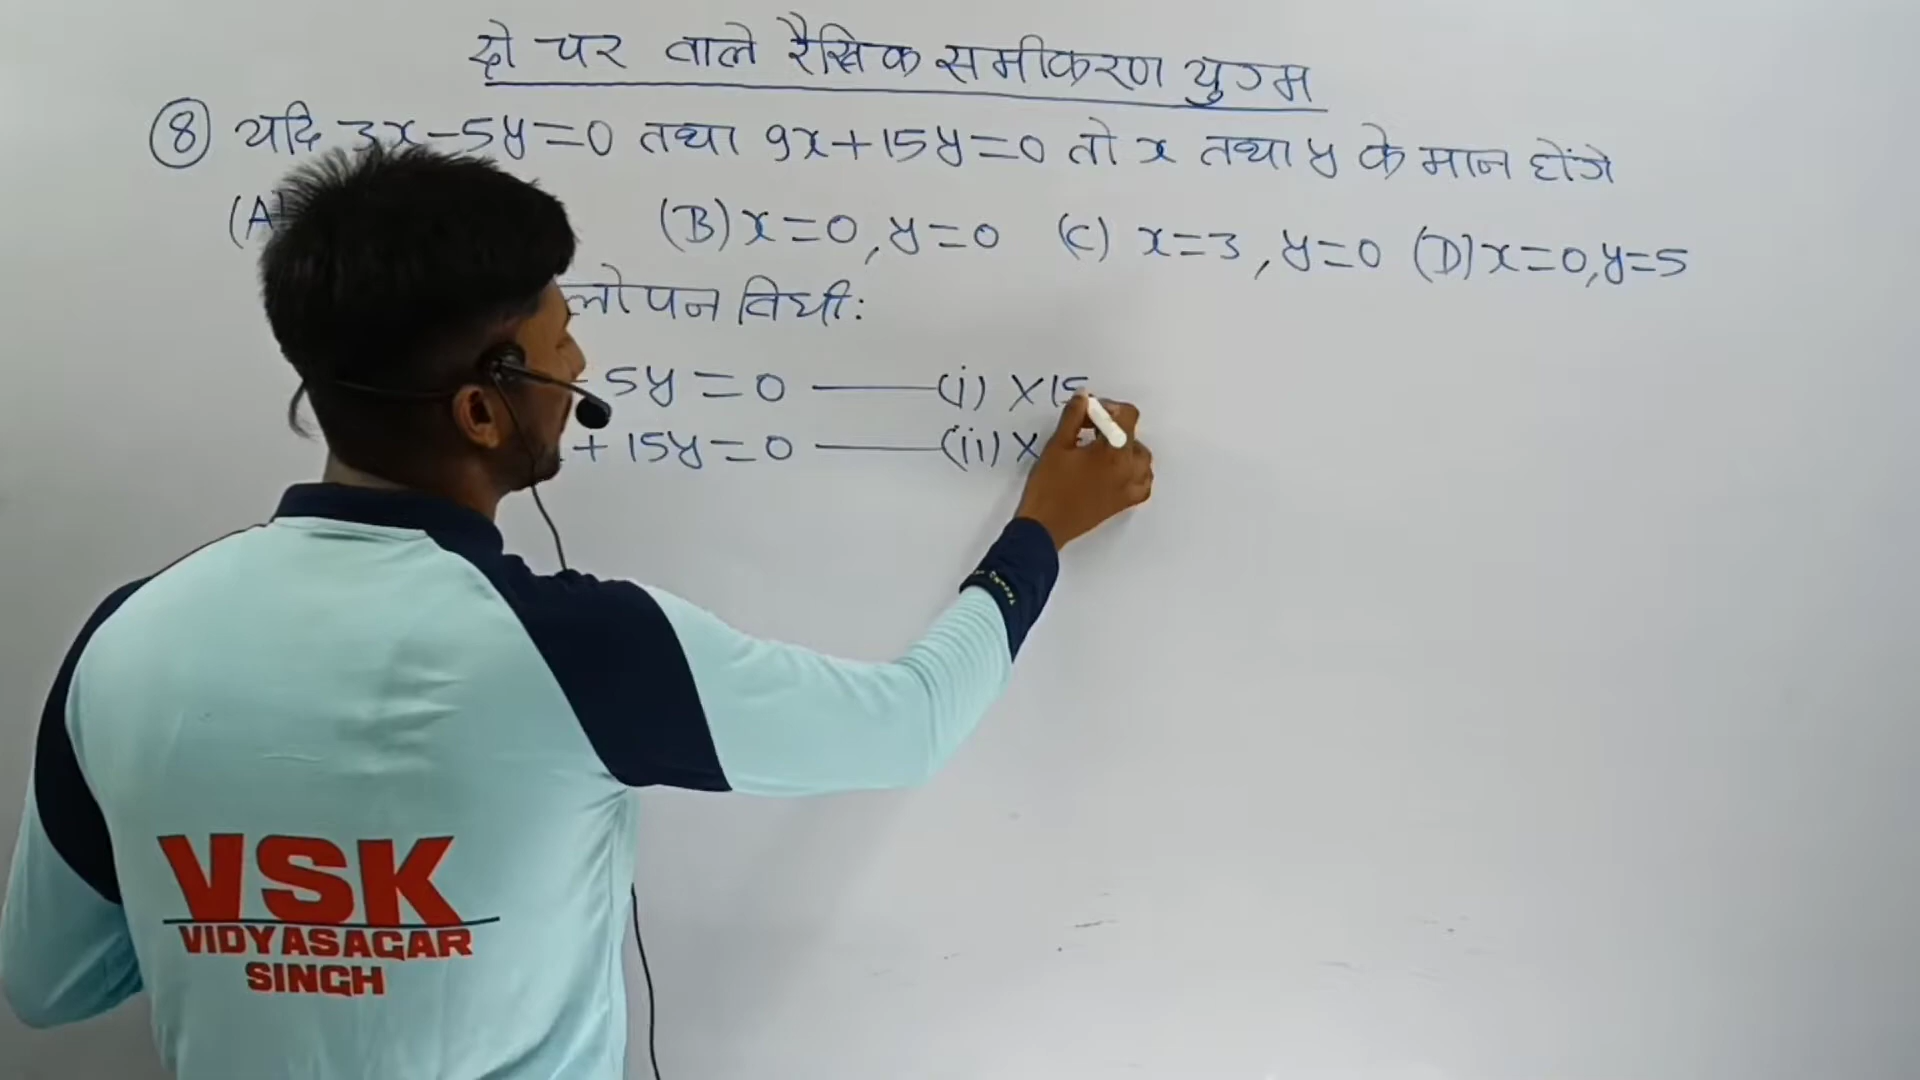 दो चर वाले रैखिक समीकरण युग्म
⑧ यदि 3x-5y=0 तथा 9x+15y=0 तो x तथा y के मान होंगे
(A) (B) x=0, y=0 (C) x=3, y=0 (D) x=0, y=5
लोपन विधी:
5y=0 —— (i) ×15
+15y=0 —— (ii) ×
VSK
VIDYASAGAR
SINGH